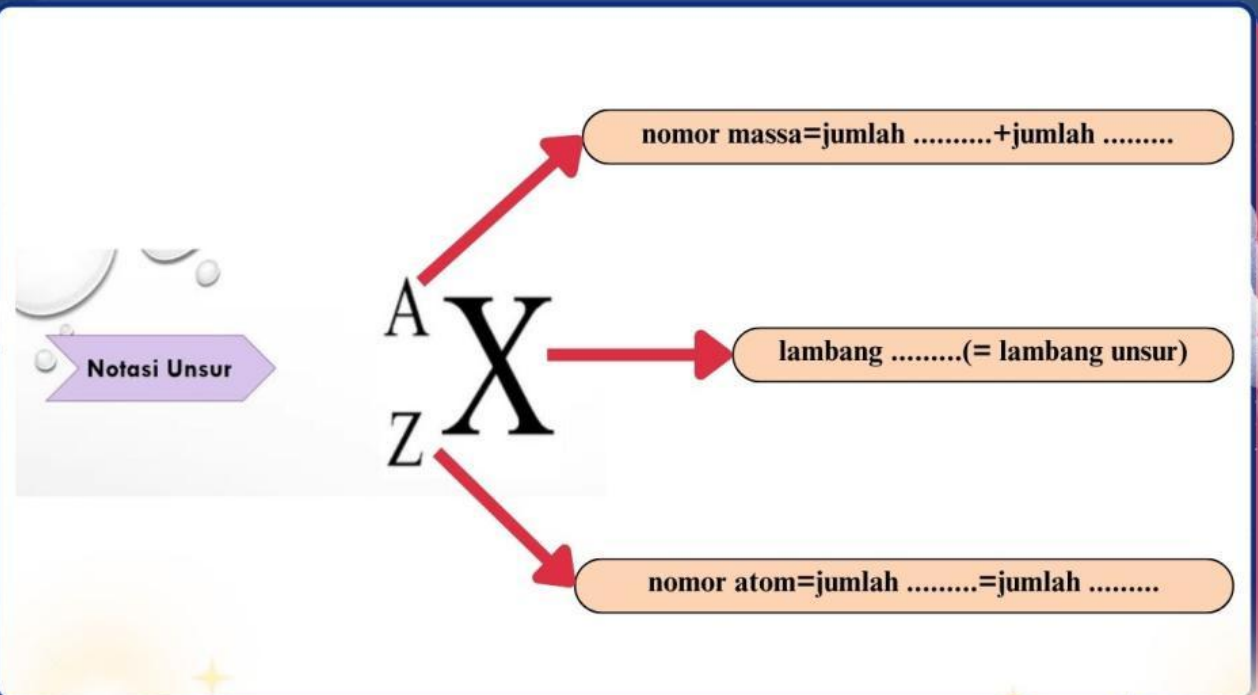 nomor massa=jumlah ..........+jumlah .........
Notasi Unsur
A
X
Z
lambang .........(= lambang unsur)
nomor atom=jumlah .........=jumlah .........